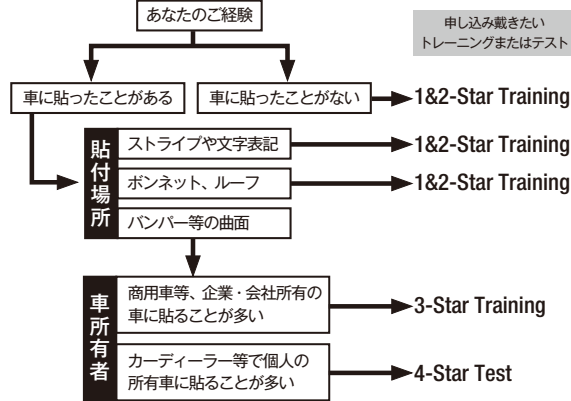 あなたのご経験
申し込み戴きたい
トレーニングまたはテスト
車に貼ったことがある
車に貼ったことがない
1&2-Star Training
貼付場所
ストライプや文字表記
1&2-Star Training
ボンネット、ルーフ
1&2-Star Training
バンパー等の曲面
車所有者
商用車等、企業・会社所有の
車に貼ることが多い
3-Star Training
カーディーラー等で個人の
所有車に貼ることが多い
4-Star Test